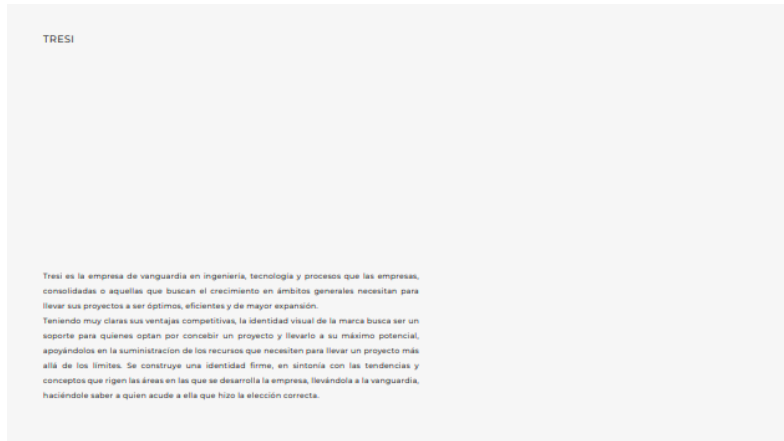 TRESI
Tresi es la empresa de vanguardia en ingeniería, tecnología y procesos que las empresas,
consolidadas o aquellas que buscan el crecimiento en ámbitos generales necesitan para
llevar sus proyectos a ser óptimos, eficientes y de mayor expansión.
Teniendo muy claras sus ventajas competitivas, la identidad visual de la marca busca ser un
soporte para quienes optan por concebir un proyecto y llevarlo a su máximo potencial,
apoyándolos en la suministracíon de los recursos que necesiten para llevar un proyecto más
allá de los límites. Se construye una identidad firme, en sintonía con las tendencias y
conceptos que rigen las áreas en las que se desarrolla la empresa, llevándola a la vanguardia,
haciéndole saber a quien acude a ella que hizo la elección correcta.